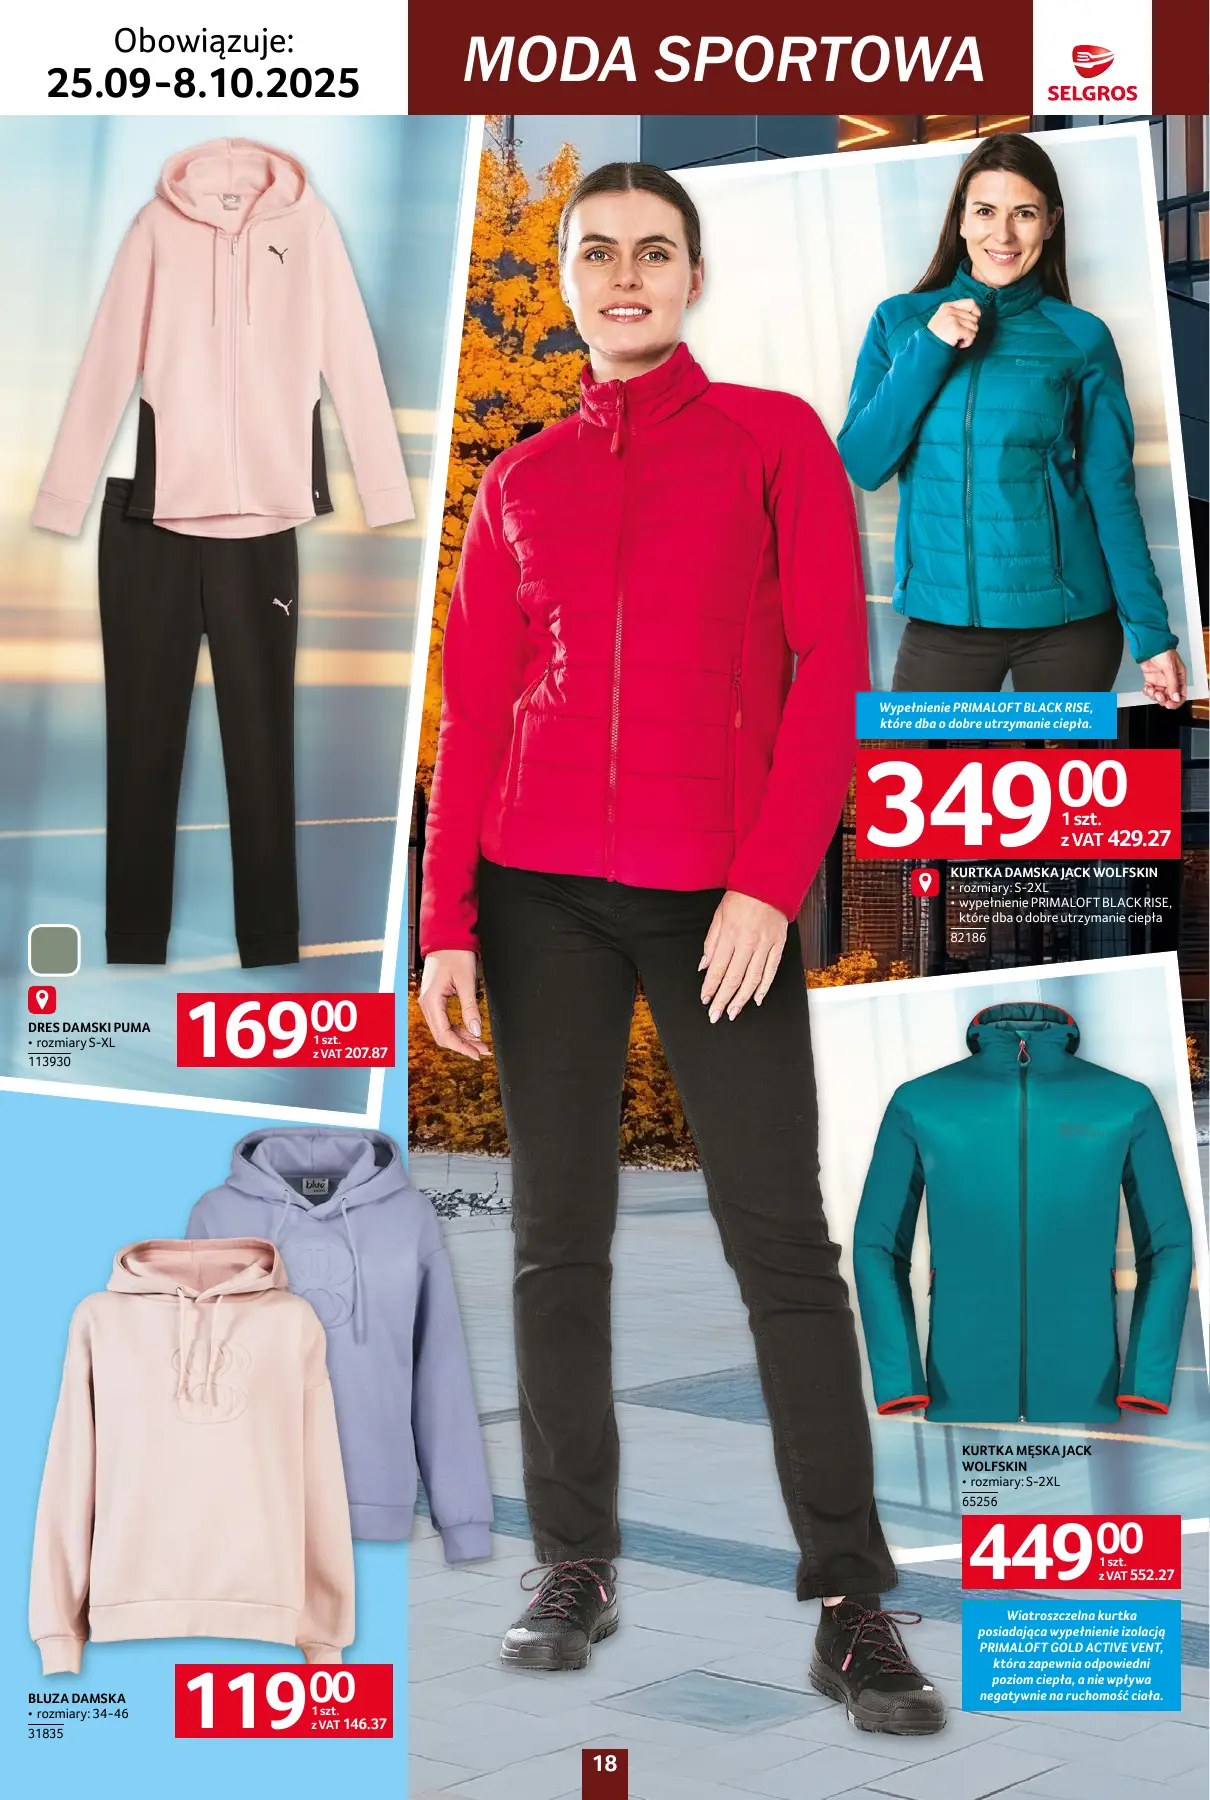 Obowiązuje:
25.09-8.10.2025
MODA SPORTOWA
SELGROS
Wypełnienie PRIMALOFT BLACK RISE,
które dba o dobre utrzymanie ciepła.
349 00
1 szt.
z VAT 429.27
KURTKA DAMSKA JACK WOLFSKIN
• rozmiary: S-2XL
• wypełnienie PRIMALOFT BLACK RISE,
które dba o dobre utrzymanie ciepła
82186
DRES DAMSKI PUMA
• rozmiary S-XL
113930
169 00
1 szt.
z VAT 207.87
blue
KURTKA MĘSKA JACK
WOLFSKIN
• rozmiary: S-2XL
65256
449 00
1 szt.
z VAT 552.27
Wiatroszczelna kurtka
posiadająca wypełnienie izolacją
PRIMALOFT GOLD ACTIVE VENT,
która zapewnia odpowiedni
poziom ciepła, a nie wpływa
negatywnie na ruchomość ciała.
BLUZA DAMSKA
• rozmiary: 34-46
31835
119 00
1 szt.
z VAT 146.37
18